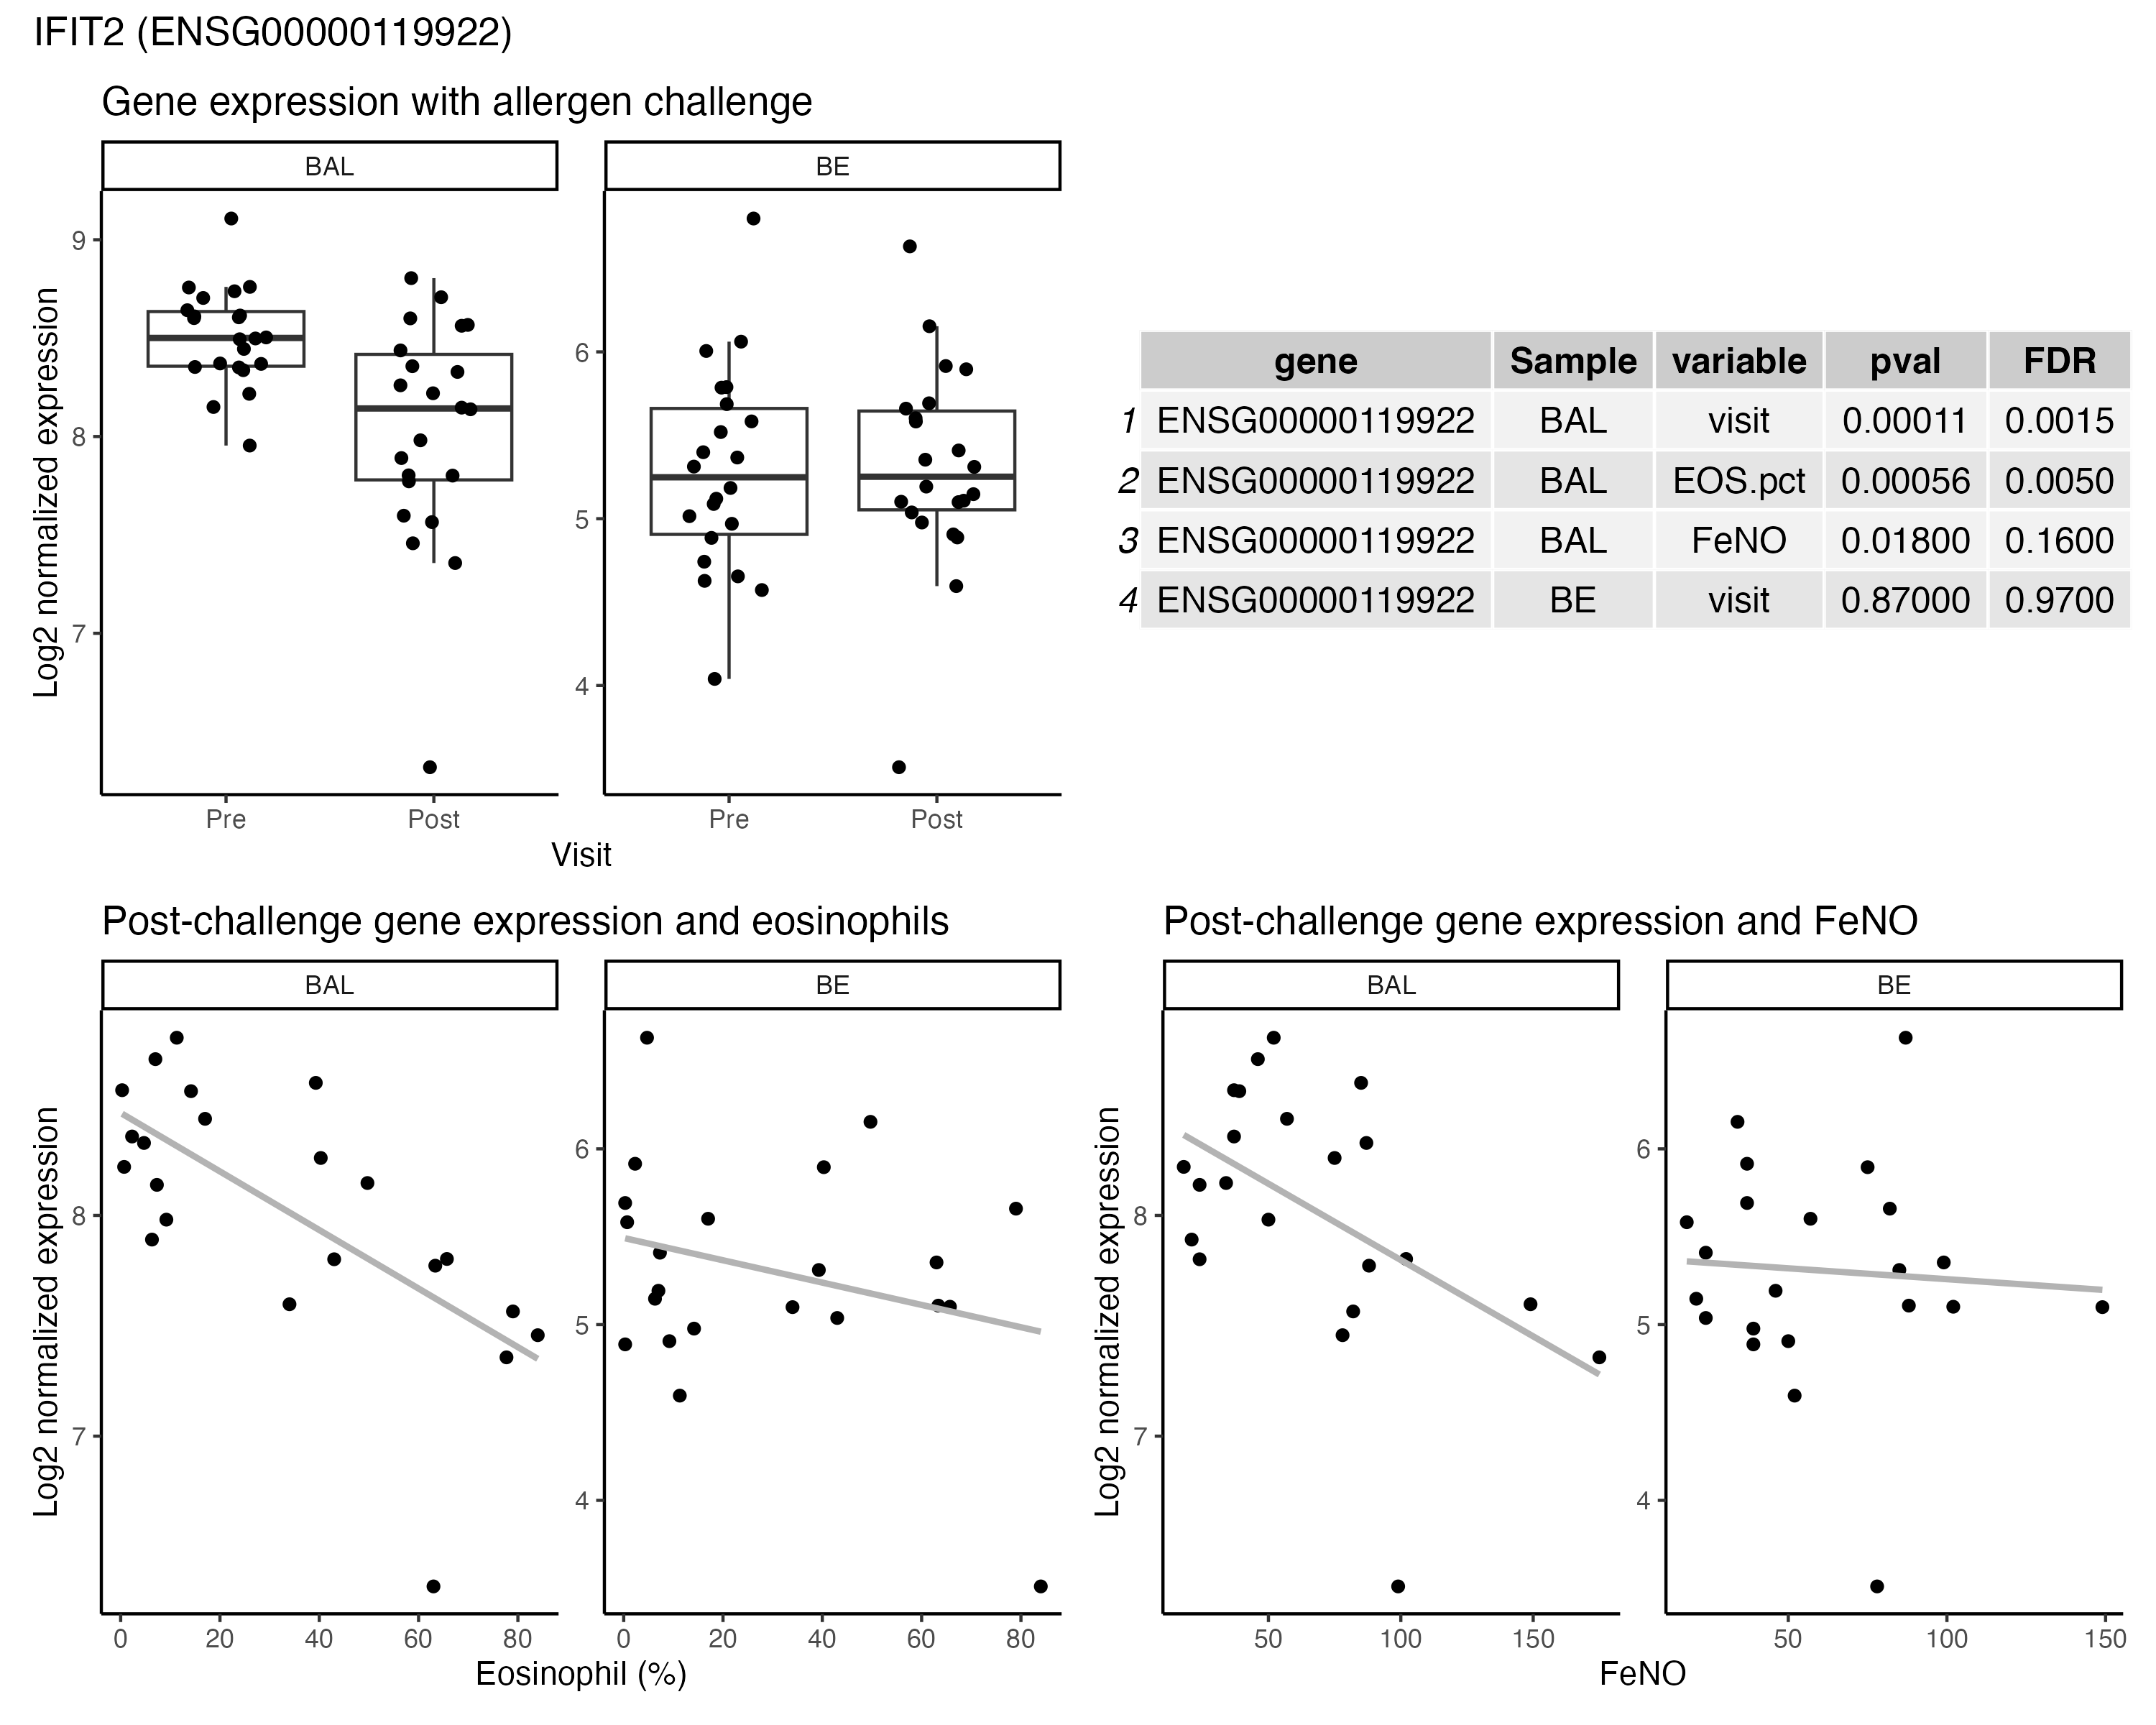 IFIT2 (ENSG00000119922)
Gene expression with allergen challenge
BAL
BE
Log2 normalized expression
9
8
7
6
5
4
Pre
Post
Pre
Post
Visit
gene Sample variable pval FDR
1 ENSG00000119922 BAL visit 0.00011 0.0015
2 ENSG00000119922 BAL EOS.pct 0.00056 0.0050
3 ENSG00000119922 BAL FeNO 0.01800 0.1600
4 ENSG00000119922 BE visit 0.87000 0.9700
Post-challenge gene expression and eosinophils
BAL
BE
Log2 normalized expression
8
7
6
5
4
0 20 40 60 80
0 20 40 60 80
Eosinophil (%)
Post-challenge gene expression and FeNO
BAL
BE
Log2 normalized expression
8
7
6
5
4
50 100 150
50 100 150
FeNO